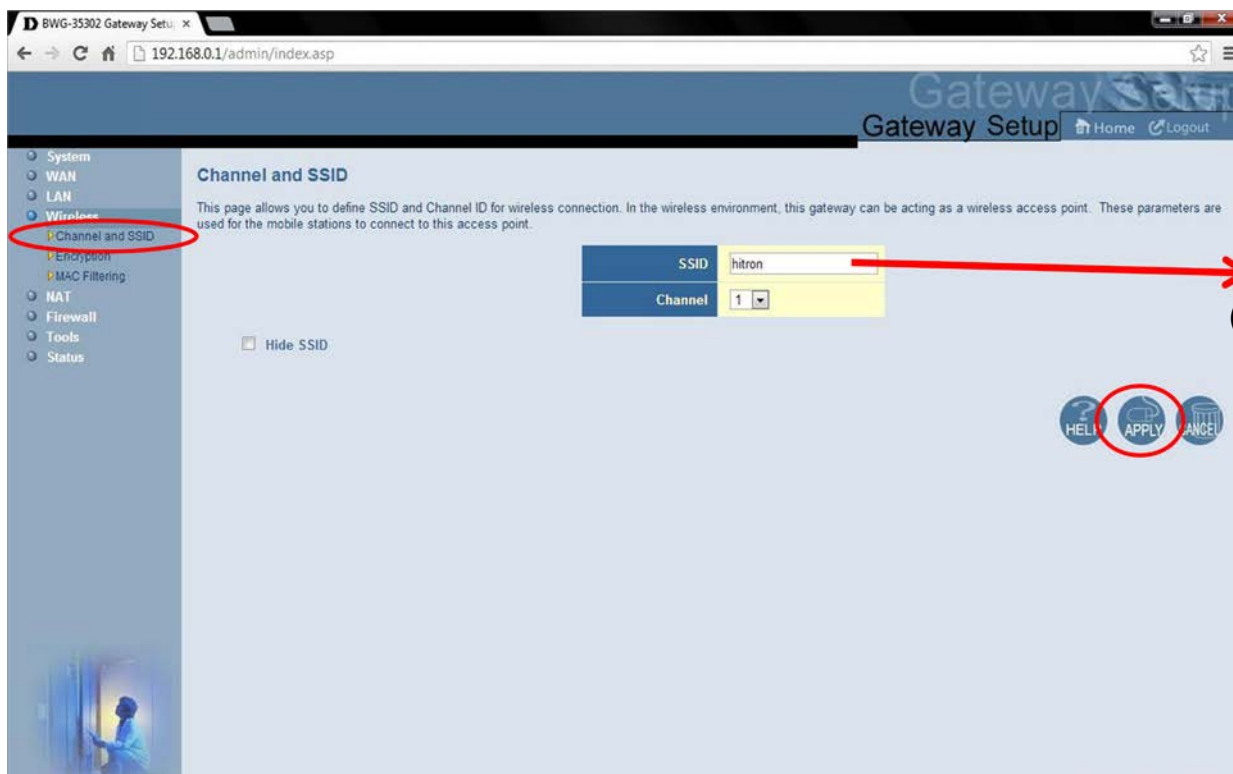 BWG-35302 Gateway Setu
192.168.0.1/admin/index.asp
Gateway Setup
Gateway Setup
Home
Logout
System
WAN
LAN
Wireless
Channel and SSID
Encryption
MAC Filtering
NAT
Firewall
Tools
Status
Channel and SSID
This page allows you to define SSID and Channel ID for wireless connection. In the wireless environment, this gateway can be acting as a wireless access point. These parameters are
used for the mobile stations to connect to this access point.
SSID hitron
Channel 1
Hide SSID
HELP APPLY CANCEL